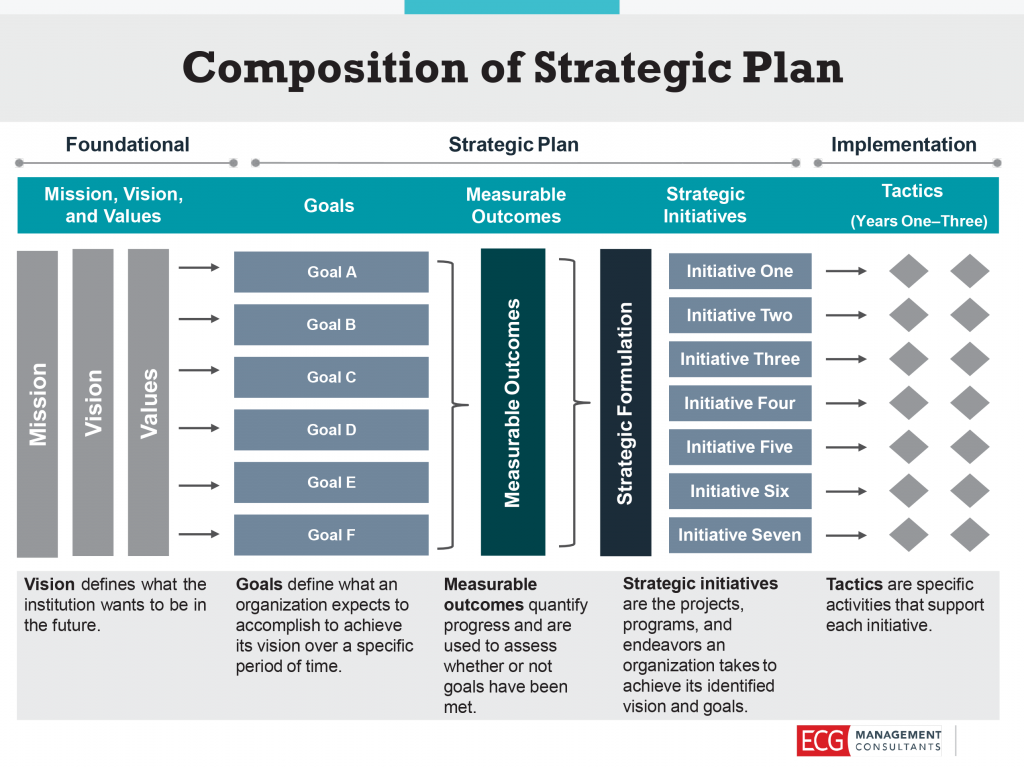 Composition of Strategic Plan
Foundational
Strategic Plan
Implementation
Mission, Vision,
and Values
Goals
Measurable
Outcomes
Strategic
Initiatives
Tactics
(Years One–Three)
Mission
Vision
Values
Goal A
Goal B
Goal C
Goal D
Goal E
Goal F
Measurable Outcomes
Strategic Formulation
Initiative One
Initiative Two
Initiative Three
Initiative Four
Initiative Five
Initiative Six
Initiative Seven
Vision defines what the
institution wants to be in
the future.
Goals define what an
organization expects to
accomplish to achieve
its vision over a specific
period of time.
Measurable
outcomes quantify
progress and are
used to assess
whether or not
goals have been
met.
Strategic initiatives
are the projects,
programs, and
endeavors an
organization takes to
achieve its identified
vision and goals.
Tactics are specific
activities that support
each initiative.
ECG MANAGEMENT
CONSULTANTS